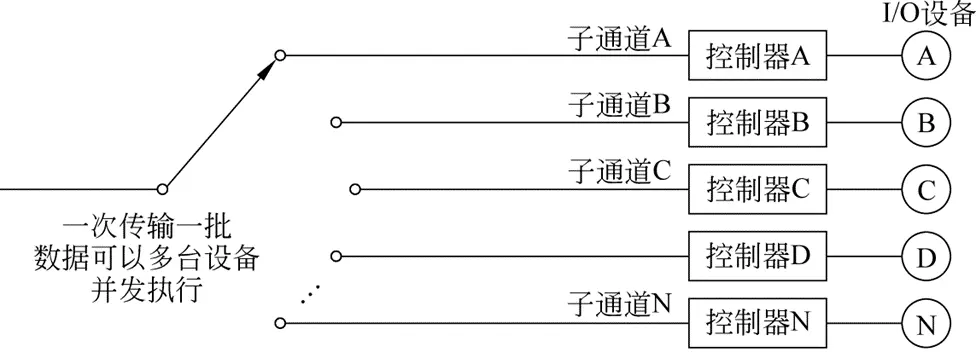 I/O设备
子通道A
控制器A
A
子通道B
控制器B
B
子通道C
控制器C
C
一次传输一批
数据可以多台设备
并发执行
控制器D
D
…
子通道N
控制器N
N